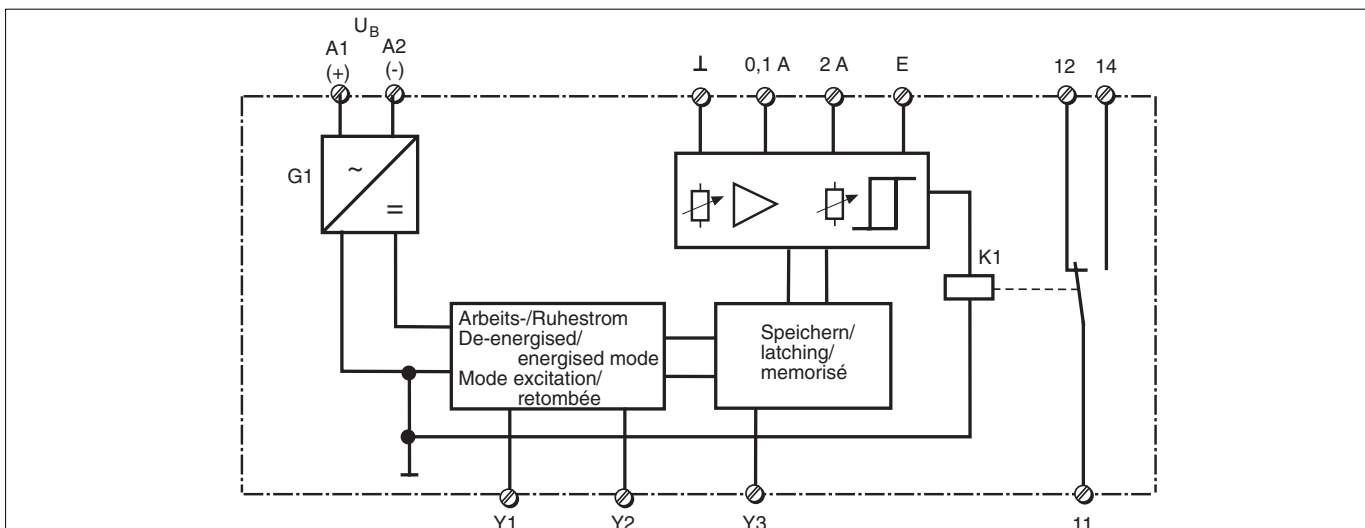 U_B
A1 A2 ⊥ 0,1 A 2 A E 12 14
(+) (-)
G1
~
=
K1
Arbeits-/Ruhestrom
De-energised/
energised mode
Mode excitation/
retombée
Speichern/
latching/
memorisé
Y1 Y2 Y3 11